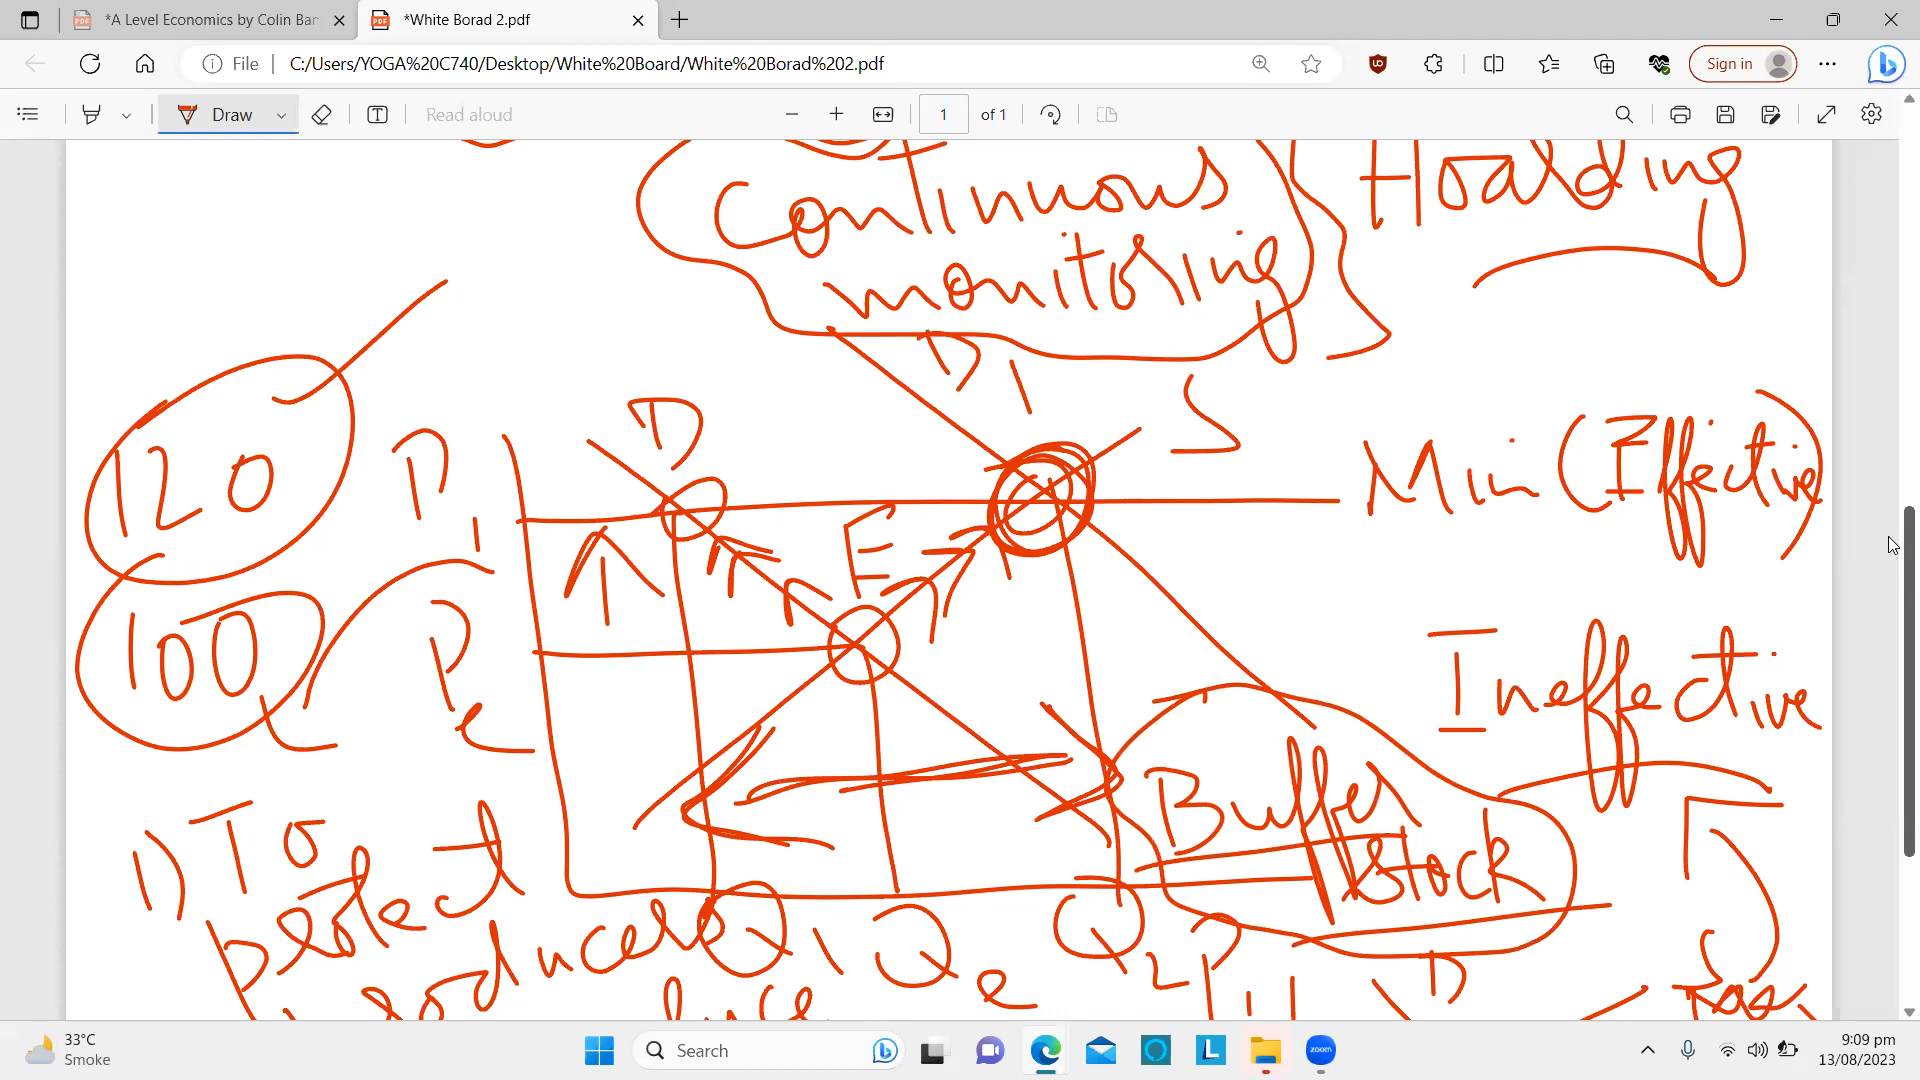 *A Level Economics by Colin Bar
*White Borad 2.pdf
File
C:/Users/YOGA%20C740/Desktop/White%20Board/White%20Borad%202.pdf
Sign in
Draw
Read aloud
1
of 1
Continuous
monitoring
Hoalding
D1
D
S
120
P1
E
Min (Effective)
100
Pe
Ineffective
Buffer
Stock
1) To
protect
producers
Q1
Qe
Q2
D
33°C
Smoke
Search
zoom
9:09 pm
13/08/2023